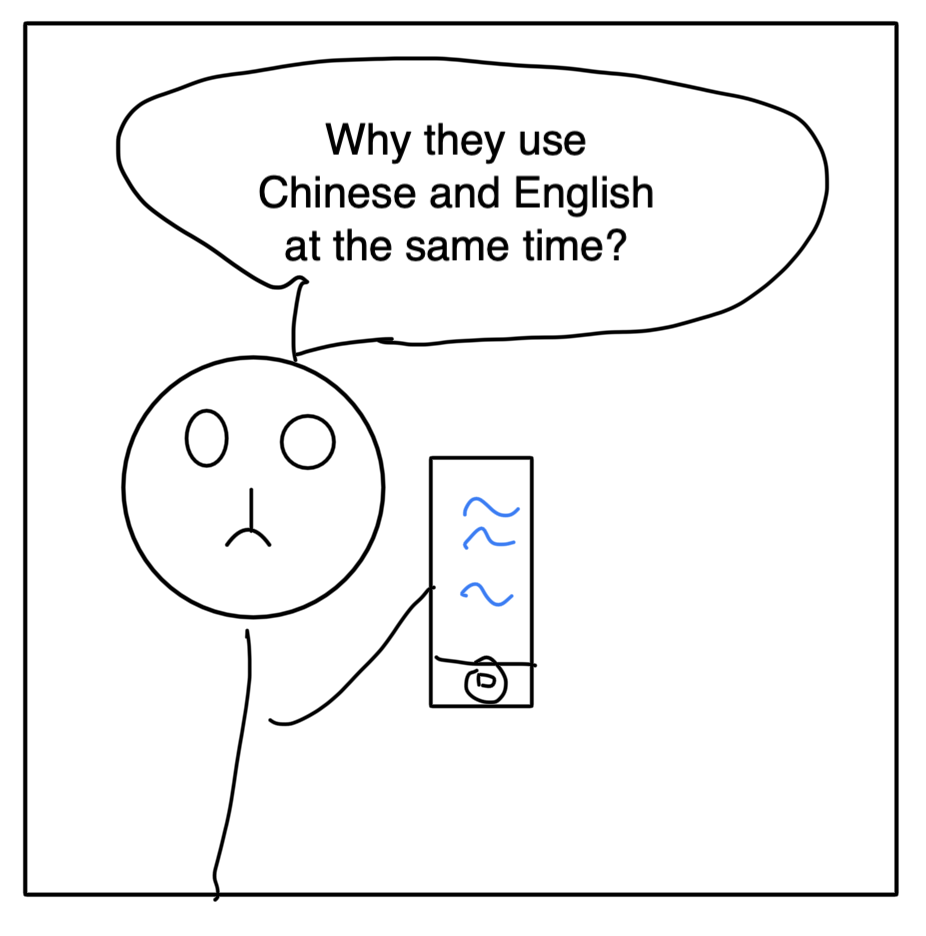 Why they use
Chinese and English
at the same time?